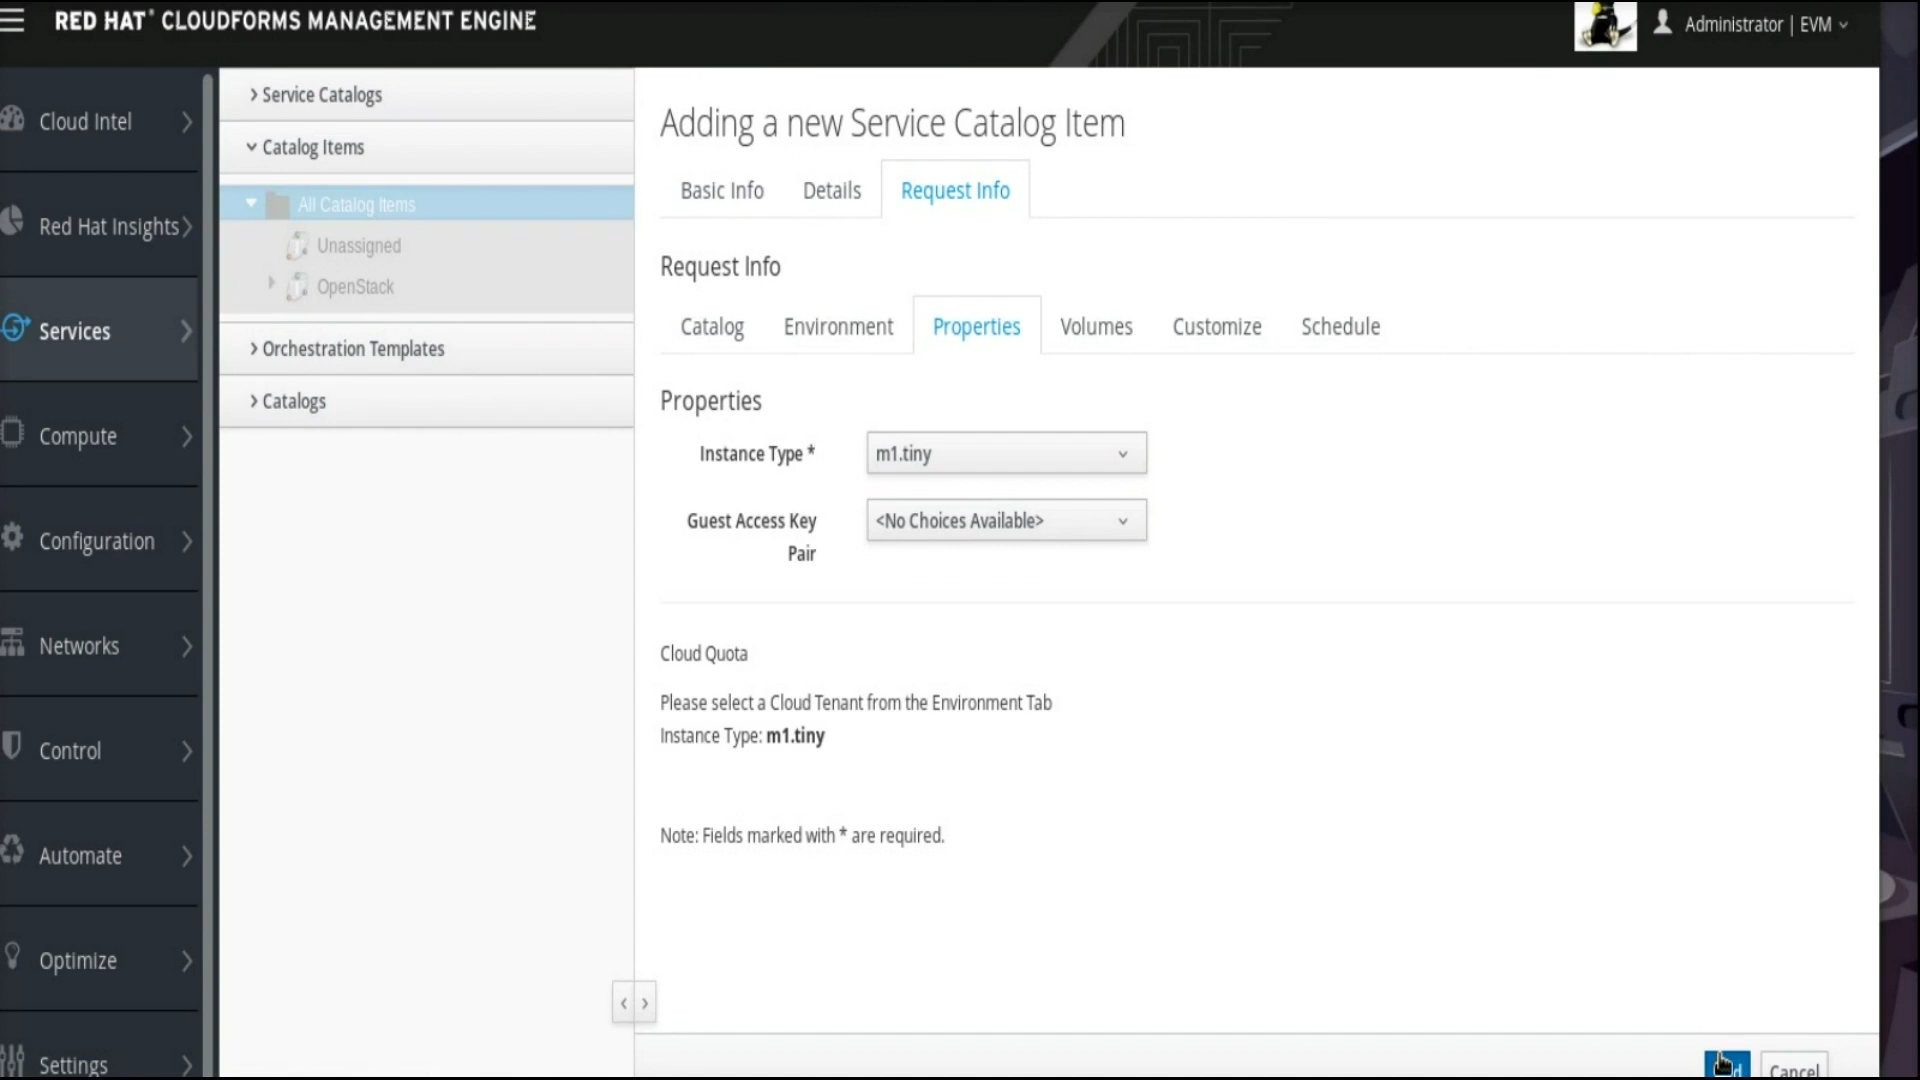 RED HAT® CLOUDFORMS MANAGEMENT ENGINE
Administrator | EVM
Cloud Intel
Red Hat Insights
Services
Compute
Configuration
Networks
Control
Automate
Optimize
Settings
Service Catalogs
Catalog Items
All Catalog Items
Unassigned
OpenStack
Orchestration Templates
Catalogs
Adding a new Service Catalog Item
Basic Info Details Request Info
Request Info
Catalog Environment Properties Volumes Customize Schedule
Properties
Instance Type * m1.tiny
Guest Access Key <No Choices Available>
Pair
Cloud Quota
Please select a Cloud Tenant from the Environment Tab
Instance Type: m1.tiny
Note: Fields marked with * are required.
Cancel